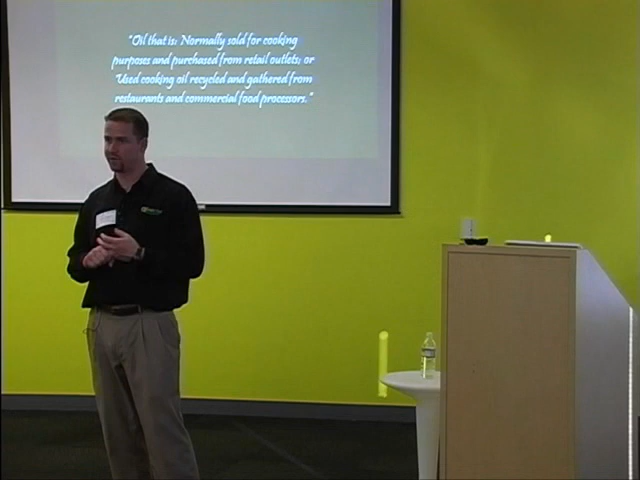 "Oil that is: Normally sold for cooking
purposes and purchased from retail outlets; or
Used cooking oil recycled and gathered from
restaurants and commercial food processors."